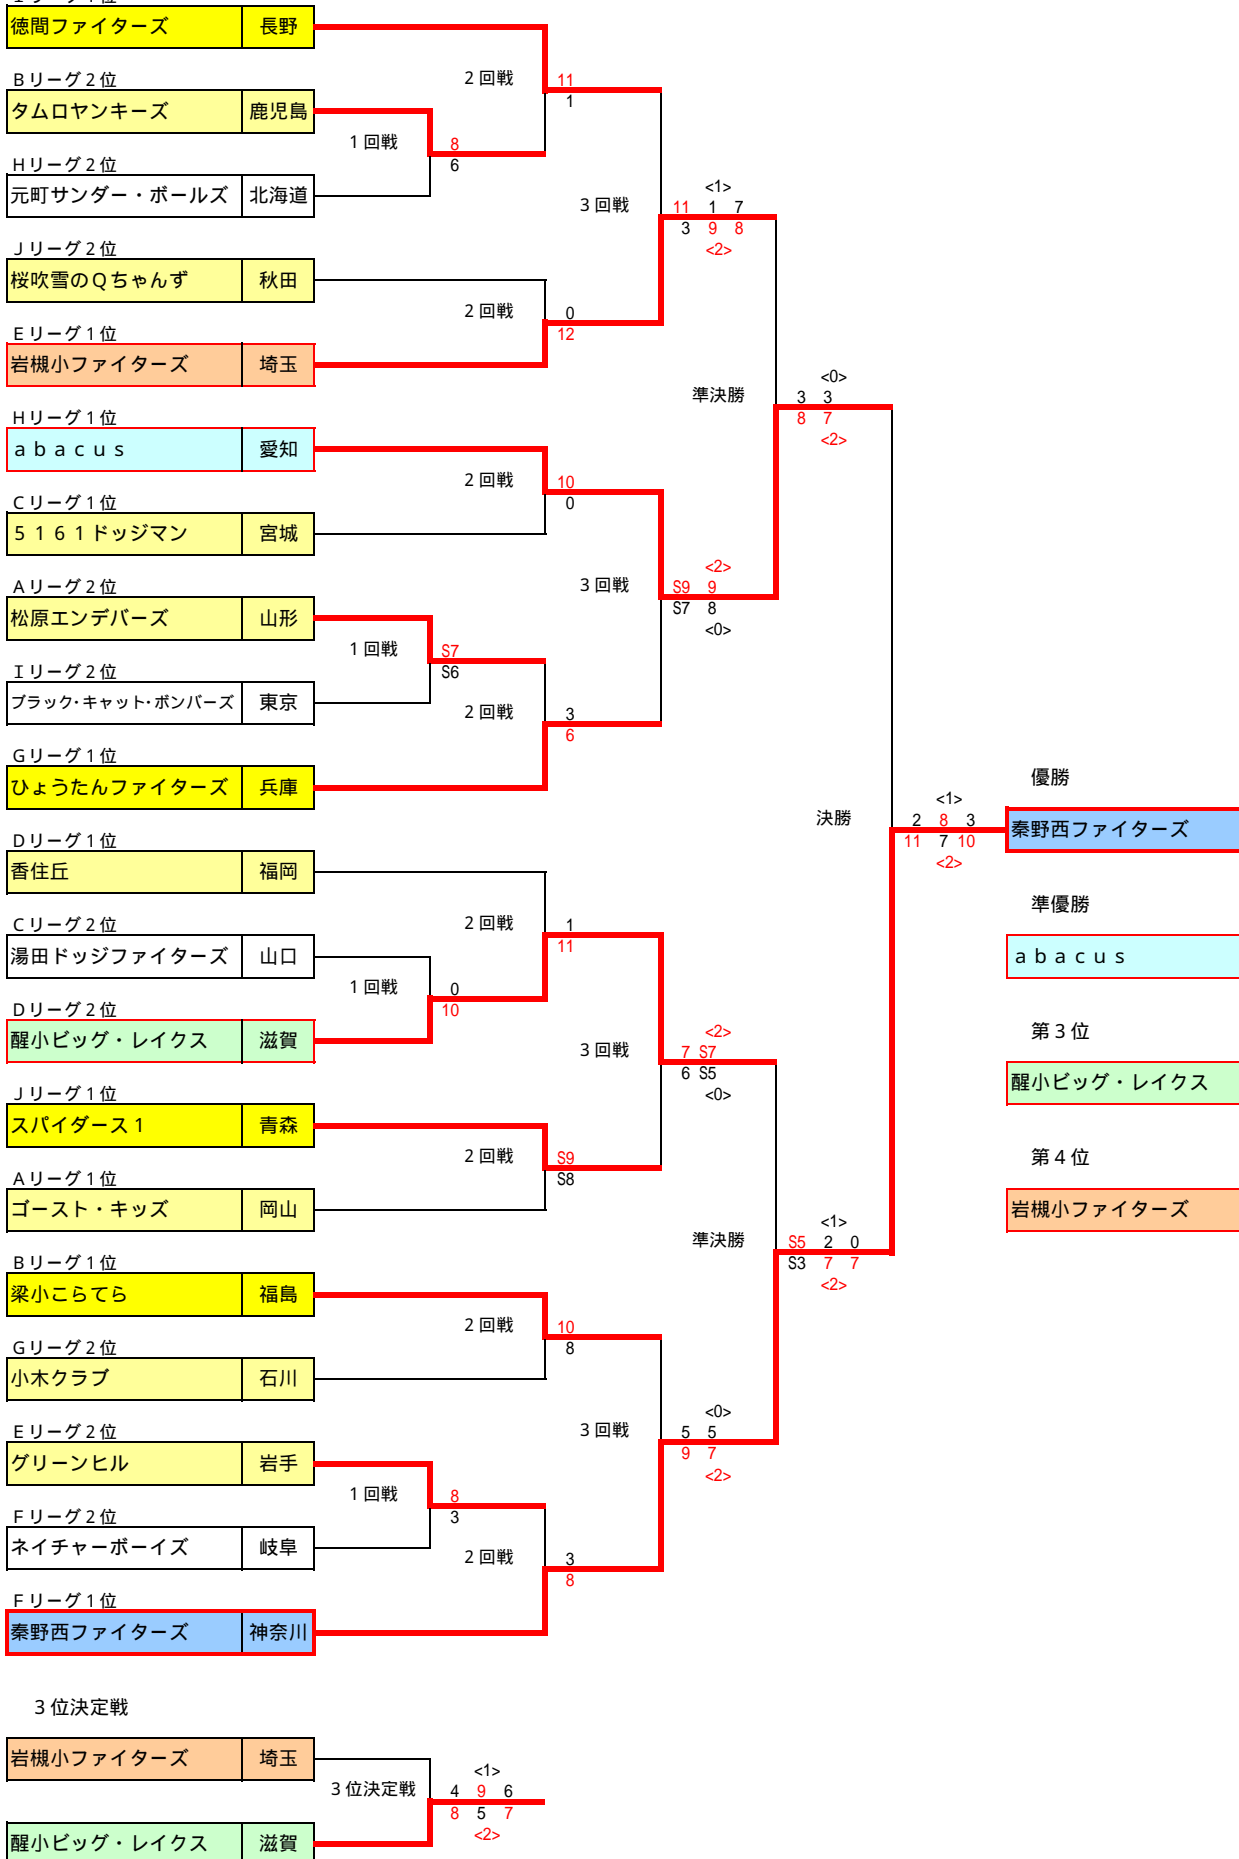 徳間ファイターズ 長野
Bリーグ2位
2回戦 11
タムロヤンキーズ 鹿児島 1
1回戦 8
Hリーグ2位 6
元町サンダー・ボールズ 北海道
<1>
3回戦 11 1 7
3 9 8
Jリーグ2位 <2>
桜吹雪のQちゃんず 秋田
2回戦 0
Eリーグ1位 12
岩槻小ファイターズ 埼玉
<0>
準決勝 3 3
Hリーグ1位 8 7
abacus 愛知 <2>
2回戦 10
Cリーグ1位 0
5161ドッジマン 宮城
<2>
Aリーグ2位 3回戦 S9 9
松原エンデバーズ 山形 S7 8
<0>
1回戦 S7
Iリーグ2位 S6
ブラック・キャット・ボンバーズ 東京
2回戦 3
6
Gリーグ1位
ひょうたんファイターズ 兵庫
優勝
<1>
決勝 2 8 3 秦野西ファイターズ
Dリーグ1位 11 7 10
香住丘 福岡 <2>
準優勝
Cリーグ2位 2回戦 1
湯田ドッジファイターズ 山口 11 abacus
1回戦 0
Dリーグ2位 10
醒小ビッグ・レイクス 滋賀 <2> 第3位
3回戦 7 S7
6 S5 醒小ビッグ・レイクス
Jリーグ1位 <0>
スパイダース1 青森
2回戦 S9 第4位
Aリーグ1位 S8
ゴースト・キッズ 岡山 岩槻小ファイターズ
<1>
準決勝 S5 2 0
Bリーグ1位 S3 7 7
梁小こらてら 福島 <2>
2回戦 10
Gリーグ2位 8
小木クラブ 石川
<0>
Eリーグ2位 3回戦 5 5
グリーンヒル 岩手 9 7
<2>
1回戦 8
Fリーグ2位 3
ネイチャーボーイズ 岐阜
2回戦 3
8
Fリーグ1位
秦野西ファイターズ 神奈川
3位決定戦
岩槻小ファイターズ 埼玉
<1>
3位決定戦 4 9 6
8 5 7
<2>
醒小ビッグ・レイクス 滋賀